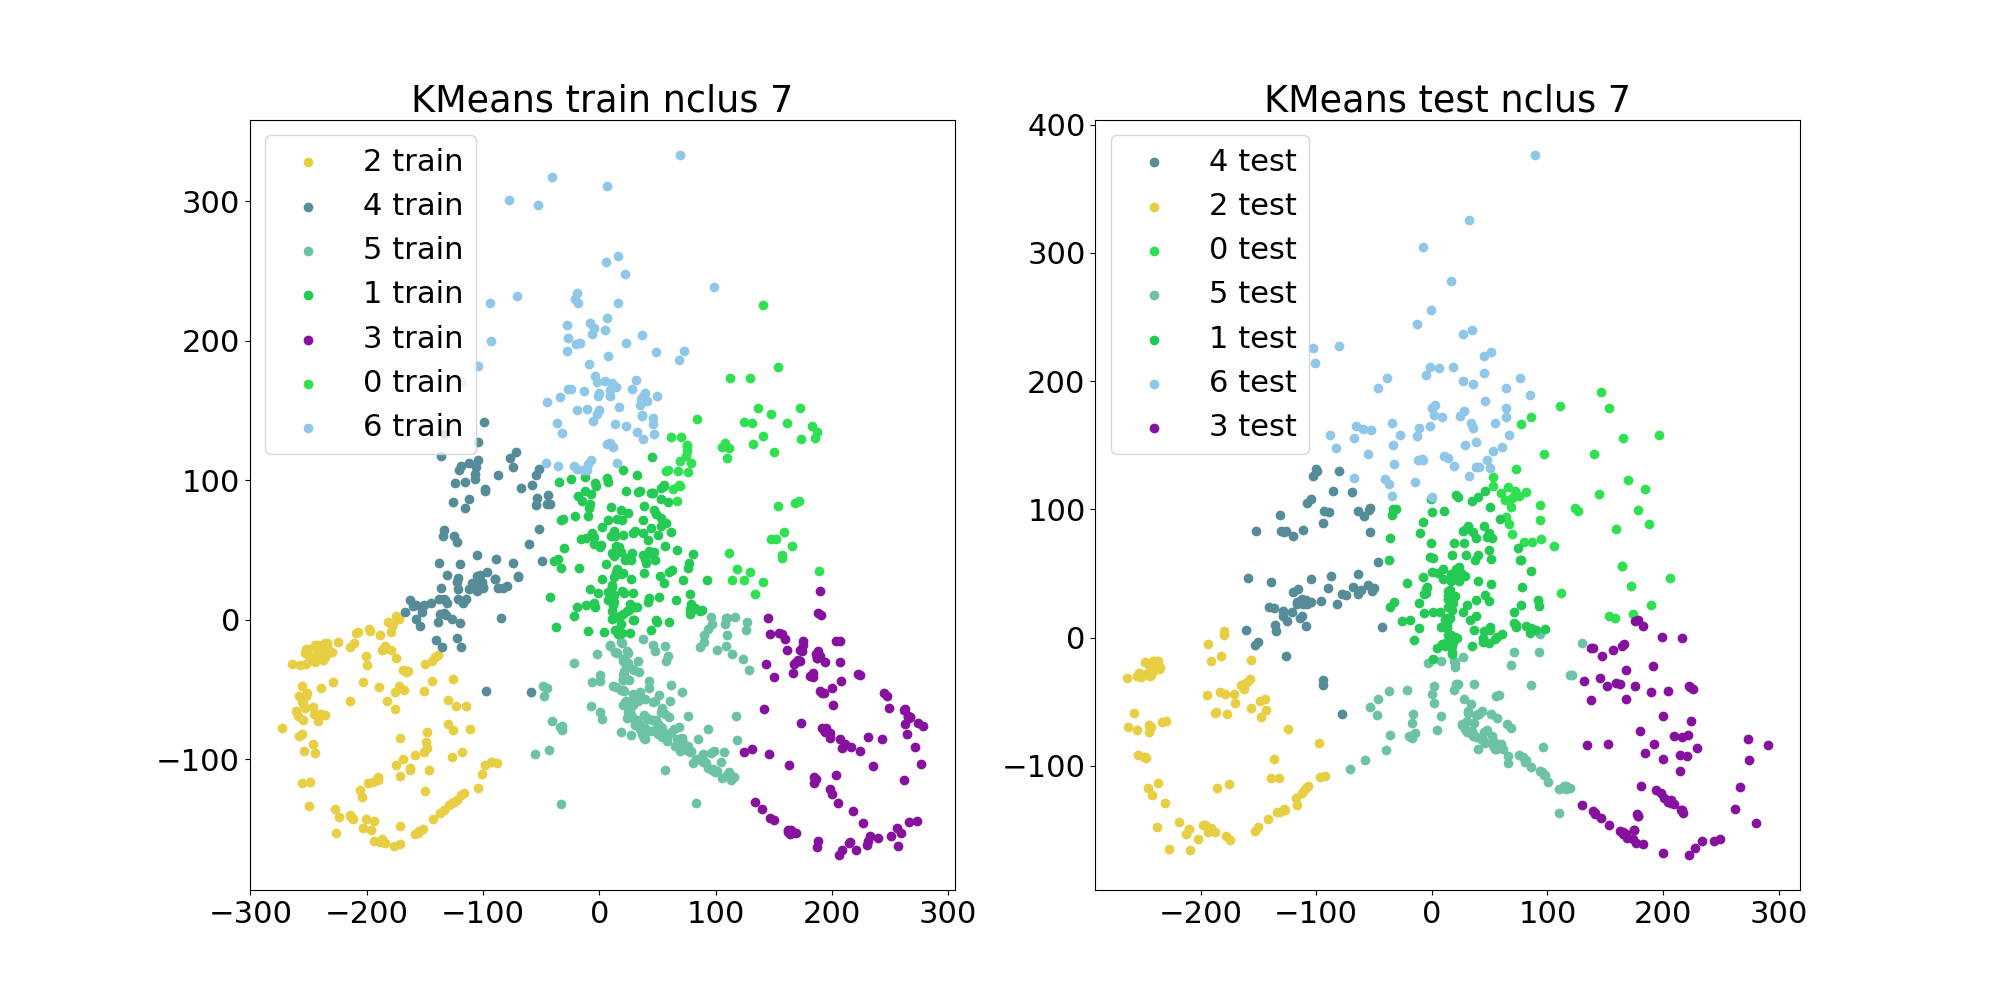 KMeans train nclus 7
300
200
100
0
−100
−300 −200 −100 0 100 200 300
2 train
4 train
5 train
1 train
3 train
0 train
6 train
KMeans test nclus 7
400
300
200
100
0
−100
−200 −100 0 100 200 300
4 test
2 test
0 test
5 test
1 test
6 test
3 test